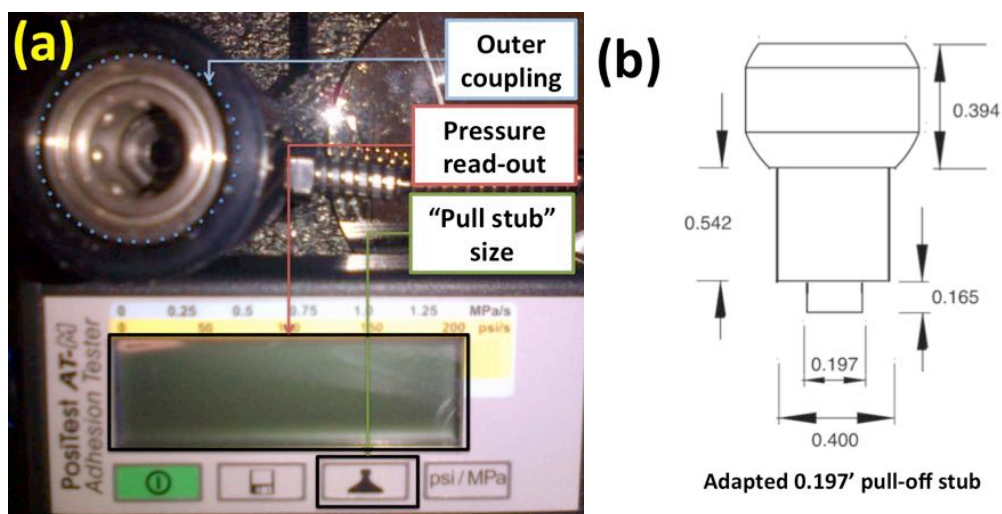 (a)
Outer
coupling
Pressure
read-out
“Pull stub”
size
0 0.25 0.5 0.75 1.0 1.25 MPa/s
0 50 100 150 200 psi/s
PosiTest AT-A
Adhesion Tester
psi/MPa
(b)
0.394
0.542
0.165
0.197
0.400
Adapted 0.197’ pull-off stub